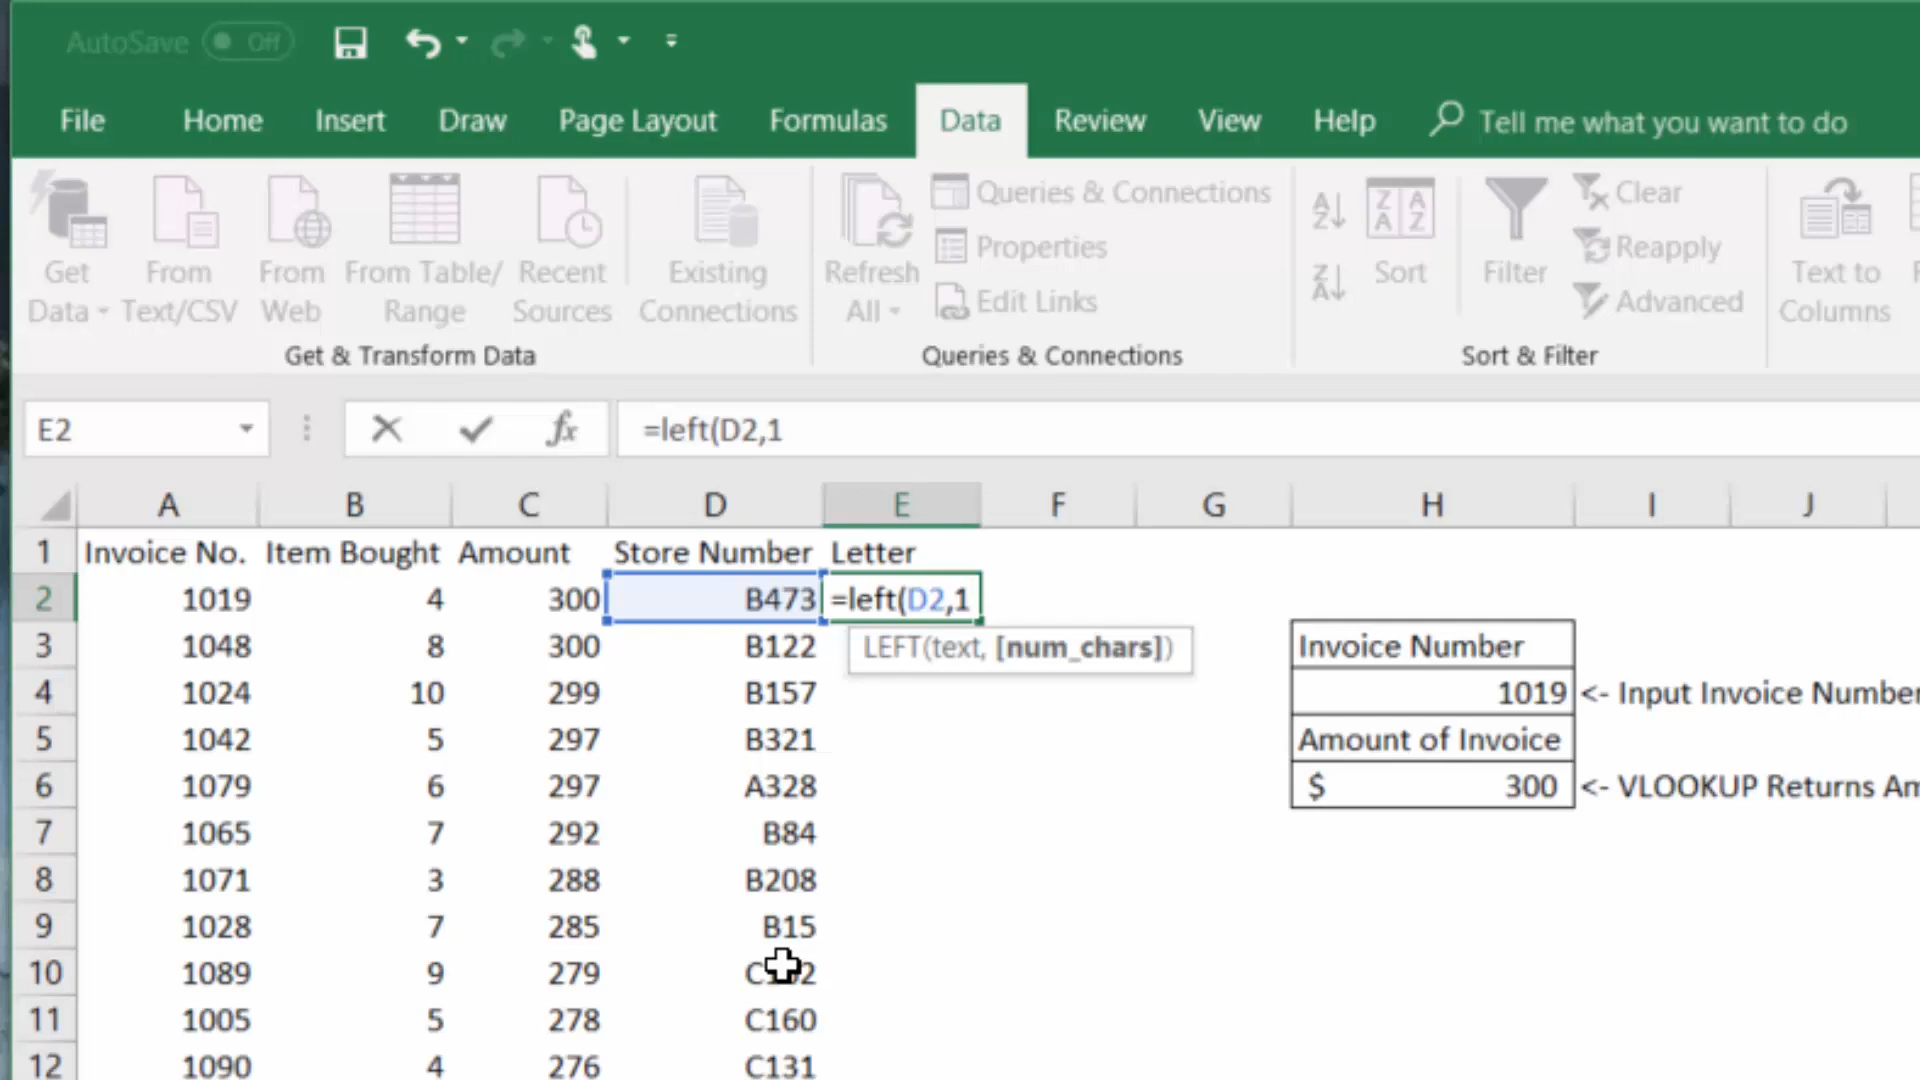 AutoSave Off
File Home Insert Draw Page Layout Formulas Data Review View Help Tell me what you want to do
Get Data From Text/CSV From Web From Table/ Range Recent Sources Existing Connections
Refresh All Queries & Connections Properties Edit Links
Sort Filter Clear Reapply Advanced
Text to Columns
Get & Transform Data Queries & Connections Sort & Filter
E2 fx =left(D2,1
A B C D E F G H I J
1 Invoice No. Item Bought Amount Store Number Letter
2 1019 4 300 B473 =left(D2,1
LEFT(text, [num_chars])
3 1048 8 300 B122 Invoice Number
4 1024 10 299 B157 1019 <- Input Invoice Number
5 1042 5 297 B321 Amount of Invoice
6 1079 6 297 A328 $ 300 <- VLOOKUP Returns
7 1065 7 292 B84
8 1071 3 288 B208
9 1028 7 285 B15
10 1089 9 279
11 1005 5 278 C160
12 1090 4 276 C131